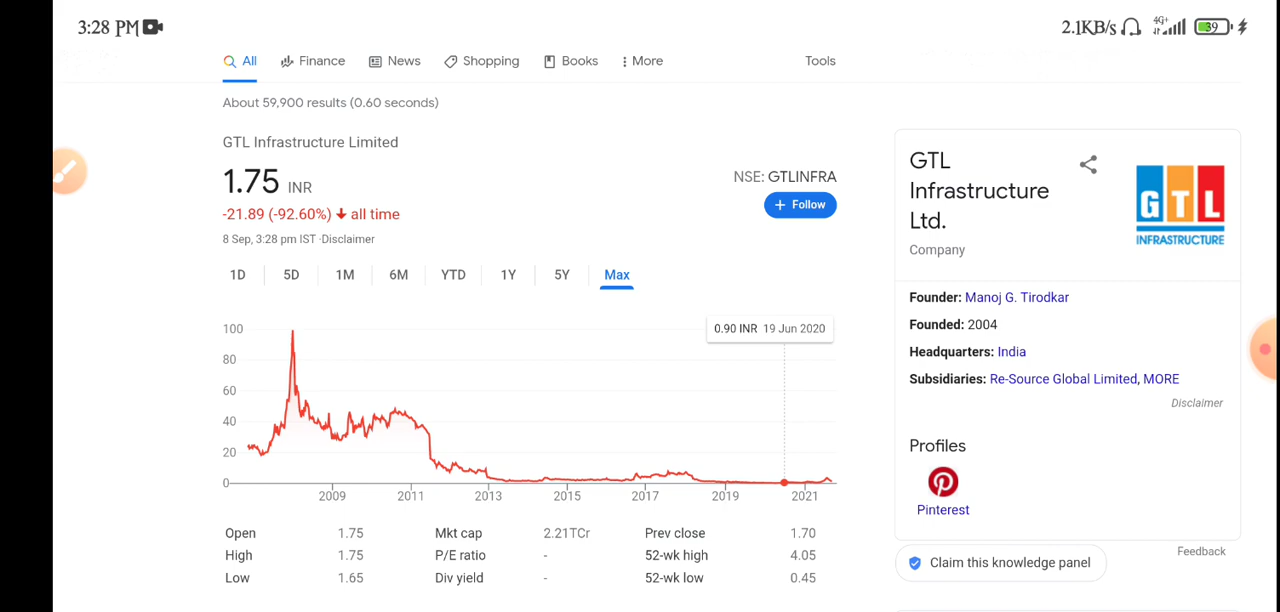 3:28 PM
2.1KB/s 4G+ 39
All Finance News Shopping Books More Tools
About 59,900 results (0.60 seconds)
GTL Infrastructure Limited
1.75 INR
NSE: GTLINFRA
+ Follow
-21.89 (-92.60%) all time
8 Sep, 3:28 pm IST ·Disclaimer
1D 5D 1M 6M YTD 1Y 5Y Max
0.90 INR 19 Jun 2020
100
80
60
40
20
0
2009 2011 2013 2015 2017 2019 2021
Open 1.75 Mkt cap 2.21TCr Prev close 1.70
High 1.75 P/E ratio - 52-wk high 4.05
Low 1.65 Div yield - 52-wk low 0.45
GTL
Infrastructure
Ltd.
Company
GTL
INFRASTRUCTURE
Founder: Manoj G. Tirodkar
Founded: 2004
Headquarters: India
Subsidiaries: Re-Source Global Limited, MORE
Disclaimer
Profiles
Pinterest
Feedback
Claim this knowledge panel